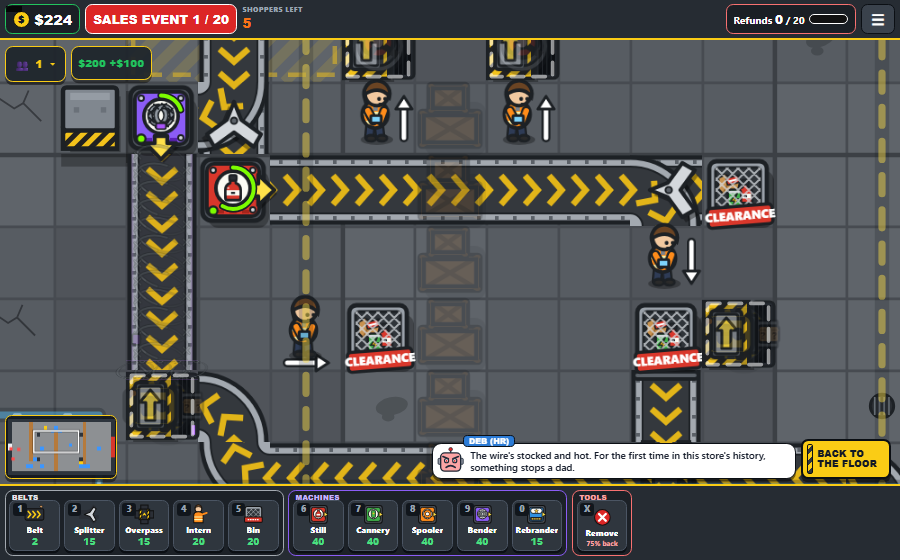 $224
SALES EVENT 1 / 20
SHOPPERS LEFT
5
Refunds 0 / 20
1
$200 +$100
CLEARANCE
CLEARANCE
CLEARANCE
DEB (HR)
The wire's stocked and hot. For the first time in this store's history,
something stops a dad.
BACK TO
THE FLOOR
BELTS
1
Belt
2
2
Splitter
15
3
Overpass
15
4
Intern
20
5
Bin
20
MACHINES
6
Still
40
7
Cannery
40
8
Spooler
40
9
Bender
40
0
Rebrander
15
TOOLS
X
Remove
75% back